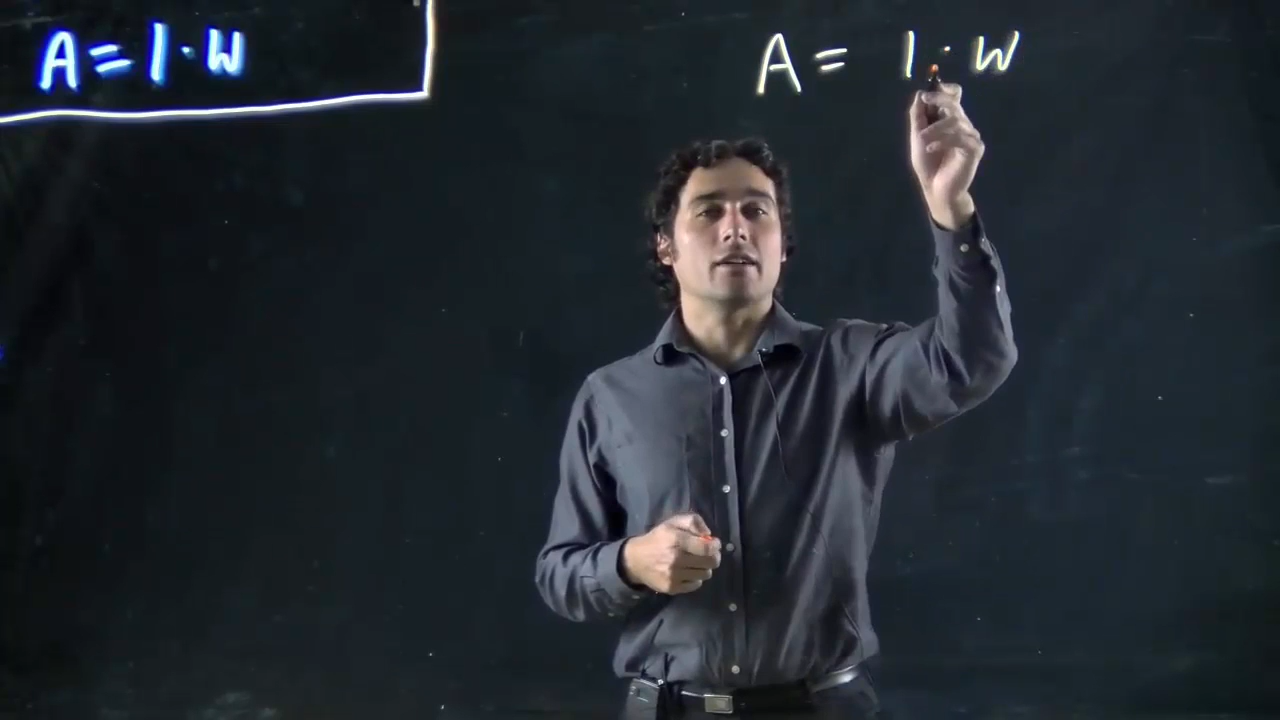 A = l · w
A = l · w